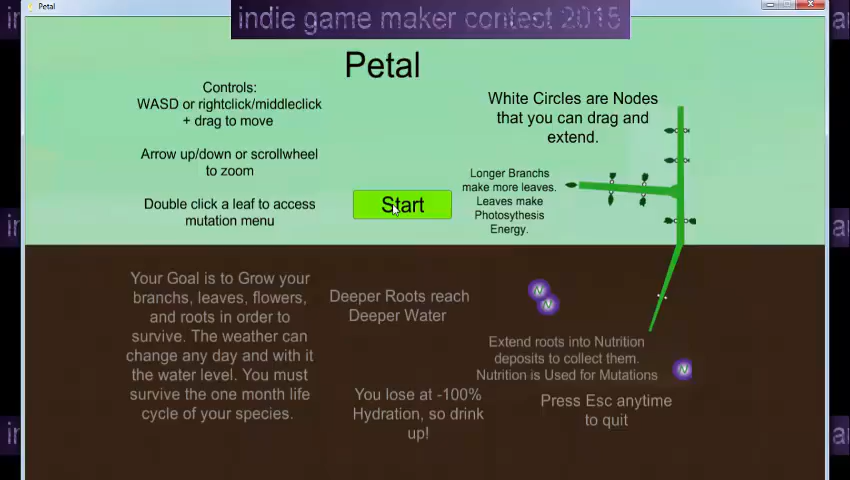 Petal
indie game maker contest 2015
Petal
Controls:
WASD or rightclick/middleclick
+ drag to move
Arrow up/down or scrollwheel
to zoom
Double click a leaf to access
mutation menu
Start
White Circles are Nodes
that you can drag and
extend.
Longer Branchs
make more leaves.
Leaves make
Photosythesis
Energy.
Your Goal is to Grow your
branchs, leaves, flowers,
and roots in order to
survive. The weather can
change any day and with it
the water level. You must
survive the one month life
cycle of your species.
Deeper Roots reach
Deeper Water
You lose at -100%
Hydration, so drink
up!
N
N
Extend roots into Nutrition
deposits to collect them.
Nutrition is Used for Mutations
N
Press Esc anytime
to quit